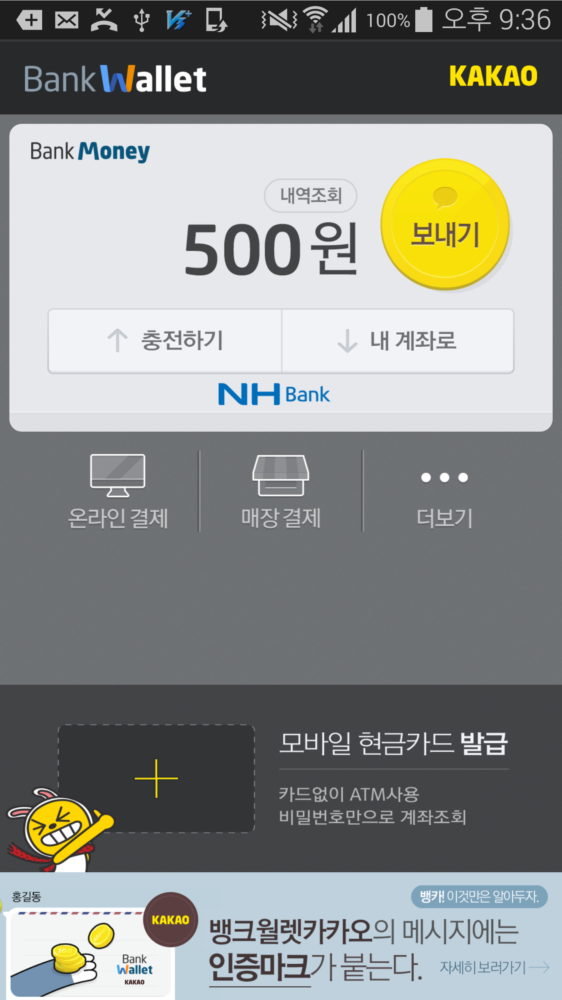 100% 오후 9:36
Bank Wallet KAKAO
Bank Money
내역조회
500원
보내기
충전하기 내 계좌로
NH Bank
온라인 결제 매장 결제 더보기
모바일 현금카드 발급
카드없이 ATM사용
비밀번호만으로 계좌조회
홍길동
KAKAO
100
Bank
Wallet
KAKAO
뱅카! 이것만은 알아두자.
뱅크월렛카카오의 메시지에는
인증마크가 붙는다. 자세히 보러가기